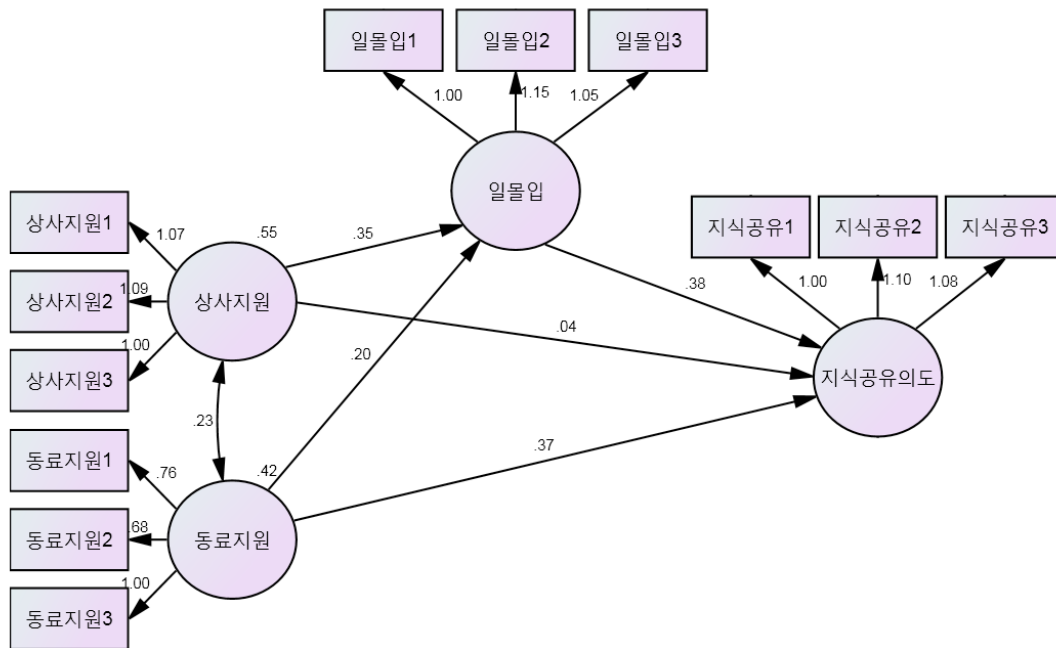 일몰입1
일몰입2
일몰입3
1.00
1.15
1.05
일몰입
상사지원1
상사지원2
상사지원3
1.07
1.09
1.00
.55
상사지원
.35
.04
.20
.38
지식공유1
지식공유2
지식공유3
1.00
1.10
1.08
지식공유의도
.23
.37
동료지원1
동료지원2
동료지원3
.76
.68
1.00
.42
동료지원